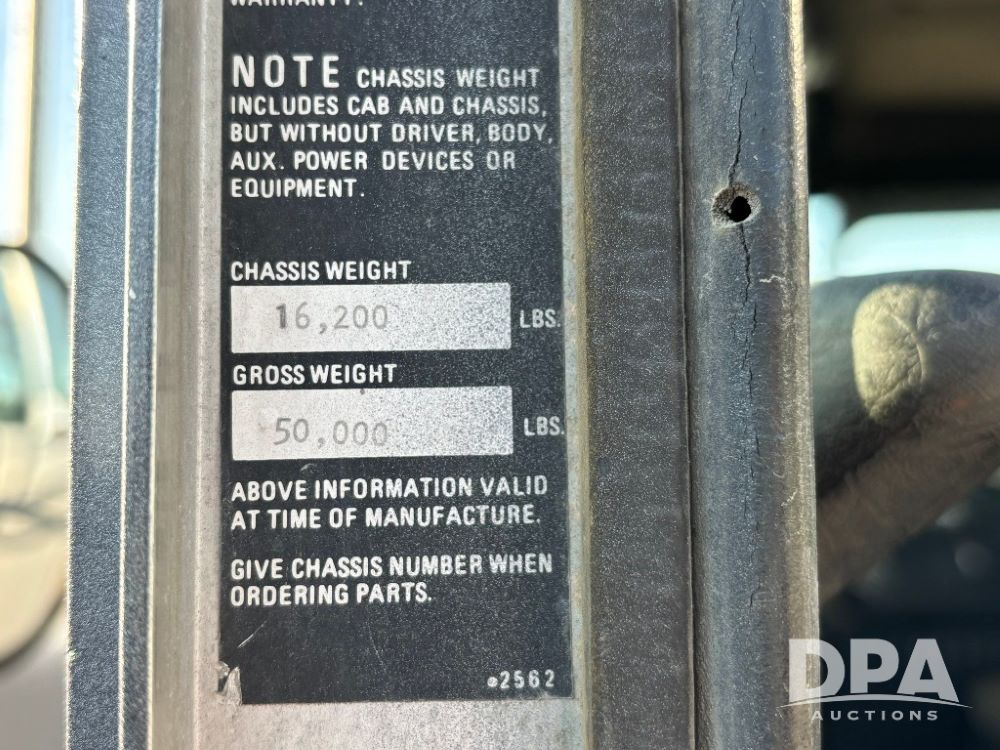 WARRANTY.
NOTE CHASSIS WEIGHT
INCLUDES CAB AND CHASSIS,
BUT WITHOUT DRIVER, BODY,
AUX. POWER DEVICES OR
EQUIPMENT.
CHASSIS WEIGHT
16,200 LBS.
GROSS WEIGHT
50,000 LBS.
ABOVE INFORMATION VALID
AT TIME OF MANUFACTURE.
GIVE CHASSIS NUMBER WHEN
ORDERING PARTS.
2562
DPA
AUCTIONS